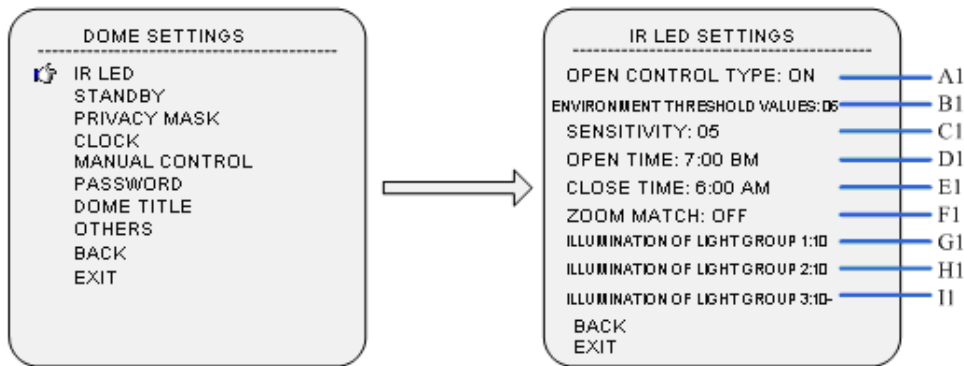 DOME SETTINGS
IR LED
STANDBY
PRIVACY MASK
CLOCK
MANUAL CONTROL
PASSWORD
DOME TITLE
OTHERS
BACK
EXIT
IR LED SETTINGS
OPEN CONTROL TYPE: ON A1
ENVIRONMENT THRESHOLD VALUES:06 B1
SENSITIVITY: 05 C1
OPEN TIME: 7:00 BM D1
CLOSE TIME: 6:00 AM E1
ZOOM MATCH: OFF F1
ILLUMINATION OF LIGHT GROUP 1:10 G1
ILLUMINATION OF LIGHT GROUP 2:10 H1
ILLUMINATION OF LIGHT GROUP 3:10- I1
BACK
EXIT